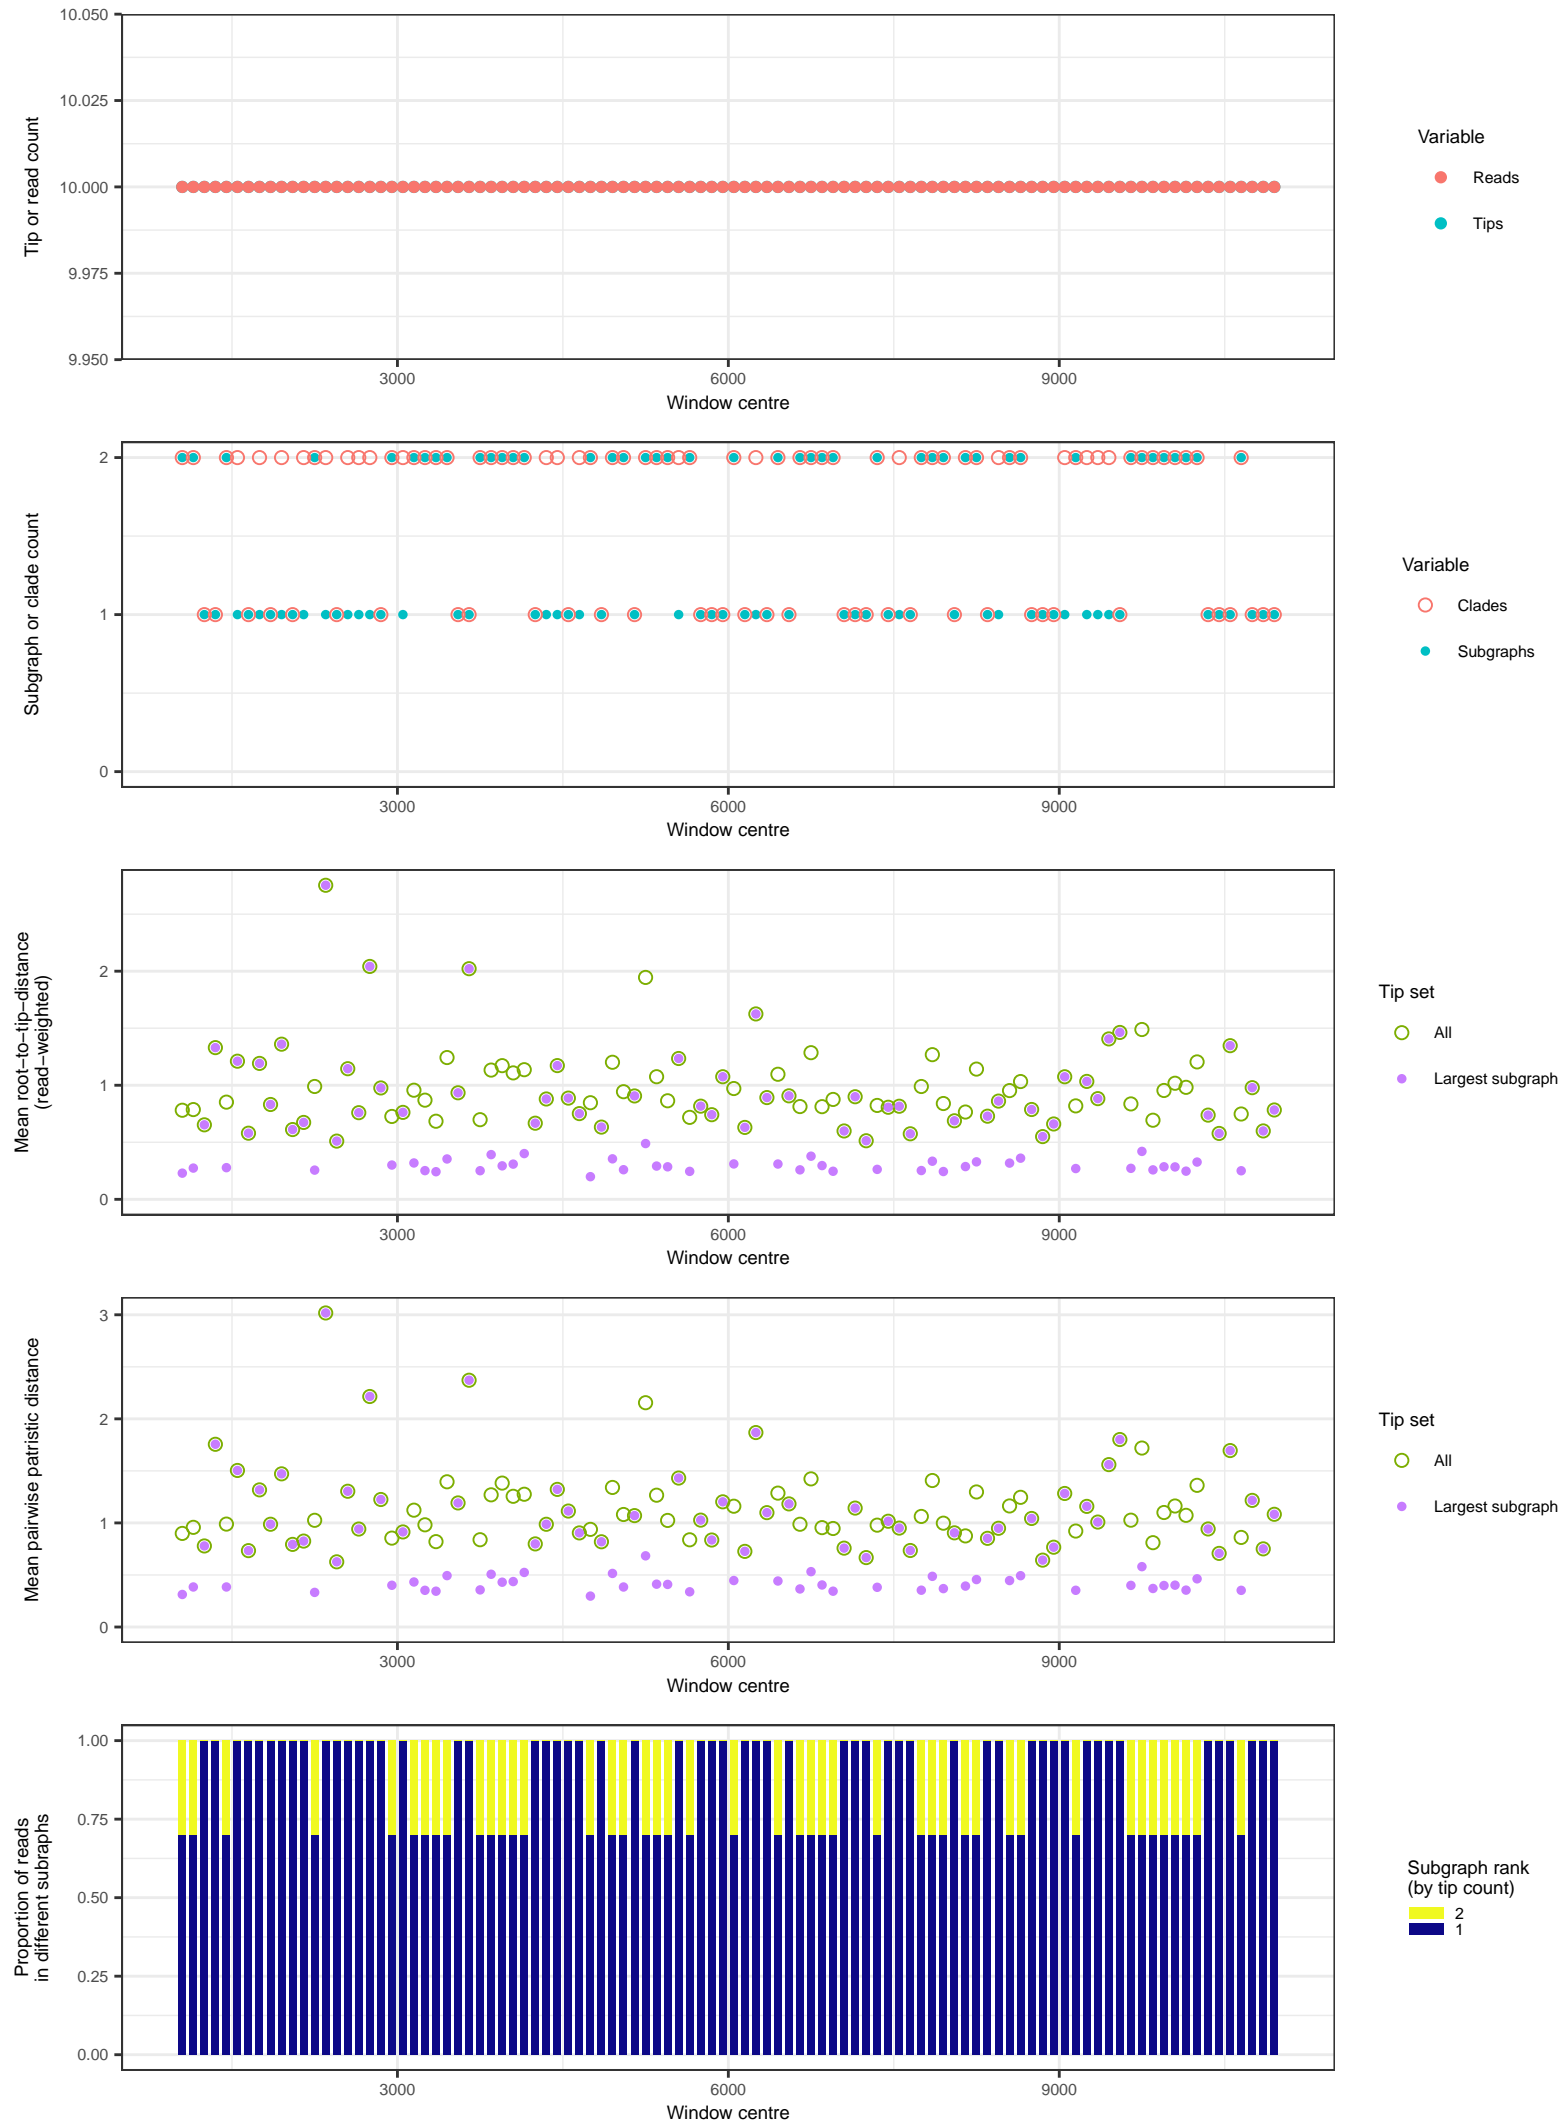 10.050
10.025
10.000
9.975
9.950
Tip or read count
3000
6000
9000
Window centre
Variable
Reads
Tips
2
1
0
Subgraph or clade count
3000
6000
9000
Window centre
Variable
Clades
Subgraphs
2
1
0
Mean root−to−tip−distance
(read−weighted)
3000
6000
9000
Window centre
Tip set
All
Largest subgraph
3
2
1
0
Mean pairwise patristic distance
3000
6000
9000
Window centre
Tip set
All
Largest subgraph
1.00
0.75
0.50
0.25
0.00
Proportion of reads
in different subraphs
3000
6000
9000
Window centre
Subgraph rank
(by tip count)
2
1